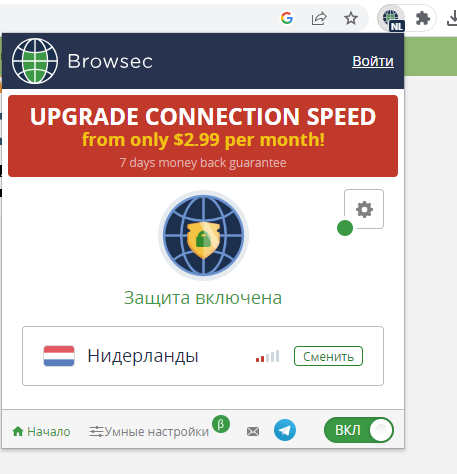 NL
Browsec
Войти
UPGRADE CONNECTION SPEED
from only $2.99 per month!
7 days money back guarantee
Защита включена
Нидерланды
Сменить
Начало
Умные настройки β
ВКЛ